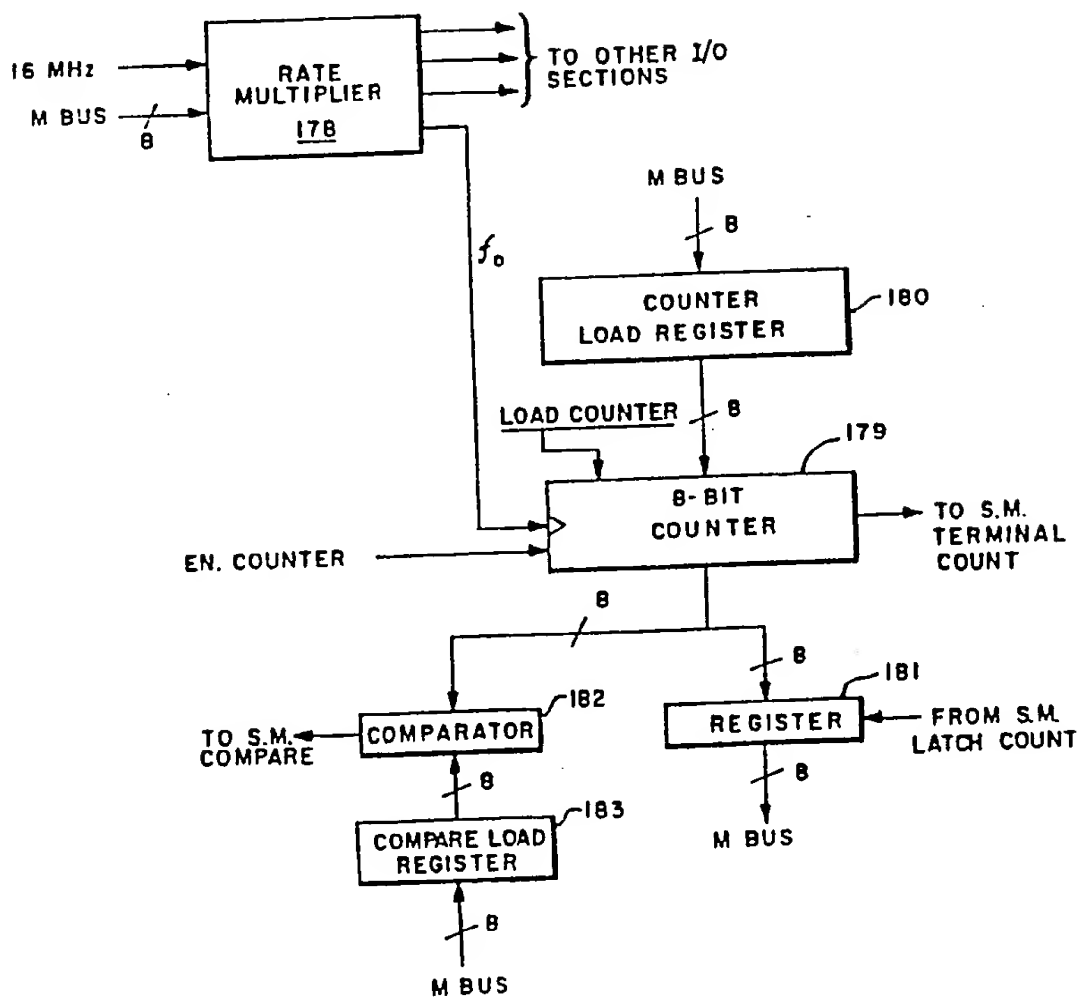 16 MHz
M BUS
8
RATE
MULTIPLIER
178
TO OTHER I/O
SECTIONS
f₀
M BUS
8
COUNTER
LOAD REGISTER
180
LOAD COUNTER
8
179
8-BIT
COUNTER
EN. COUNTER
TO S.M.
TERMINAL
COUNT
8
8
182
COMPARATOR
TO S.M.
COMPARE
181
REGISTER
FROM S.M.
LATCH COUNT
8
8
M BUS
183
COMPARE LOAD
REGISTER
8
M BUS